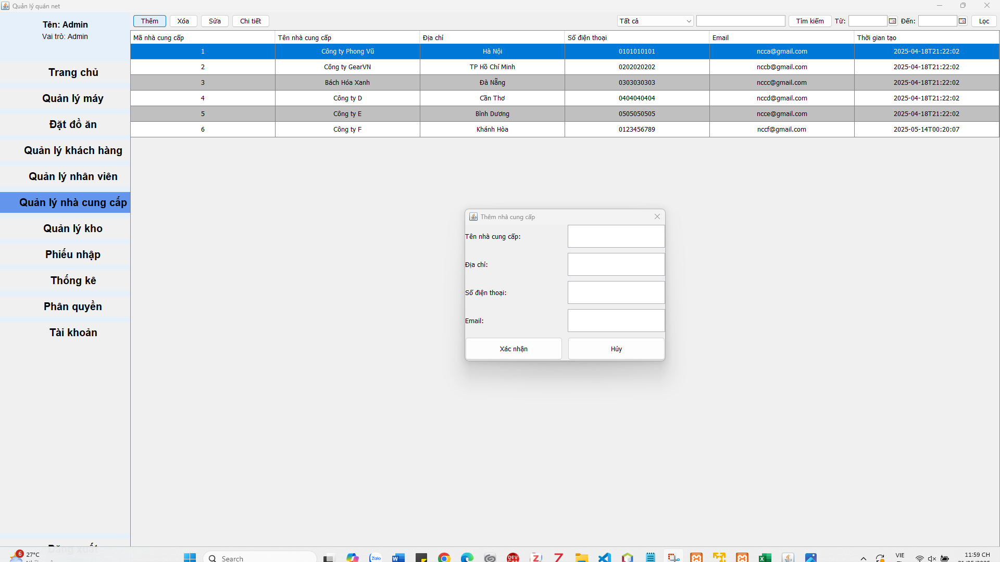 Quản lý quán net
Tên: Admin
Vai trò: Admin
Trang chủ
Quản lý máy
Đặt đồ ăn
Quản lý khách hàng
Quản lý nhân viên
Quản lý nhà cung cấp
Quản lý kho
Phiếu nhập
Thống kê
Phân quyền
Tài khoản
Đăng xuất
Thêm Xóa Sửa Chi tiết Tất cả Tìm kiếm Từ: Đến: Lọc
Mã nhà cung cấp Tên nhà cung cấp Địa chỉ Số điện thoại Email Thời gian tạo
1 Công ty Phong Vũ Hà Nội 0101010101 ncca@gmail.com 2025-04-18T21:22:02
2 Công ty GearVN TP Hồ Chí Minh 0202020202 nccb@gmail.com 2025-04-18T21:22:02
3 Bách Hóa Xanh Đà Nẵng 0303030303 nccc@gmail.com 2025-04-18T21:22:02
4 Công ty D Cần Thơ 0404040404 nccd@gmail.com 2025-04-18T21:22:02
5 Công ty E Bình Dương 0505050505 ncce@gmail.com 2025-04-18T21:22:02
6 Công ty F Khánh Hòa 0123456789 nccf@gmail.com 2025-05-14T00:20:07
Thêm nhà cung cấp
Tên nhà cung cấp:
Địa chỉ:
Số điện thoại:
Email:
Xác nhận Hủy
6 27°C
Search
Zalo
DEV
VIE
11:59 CH